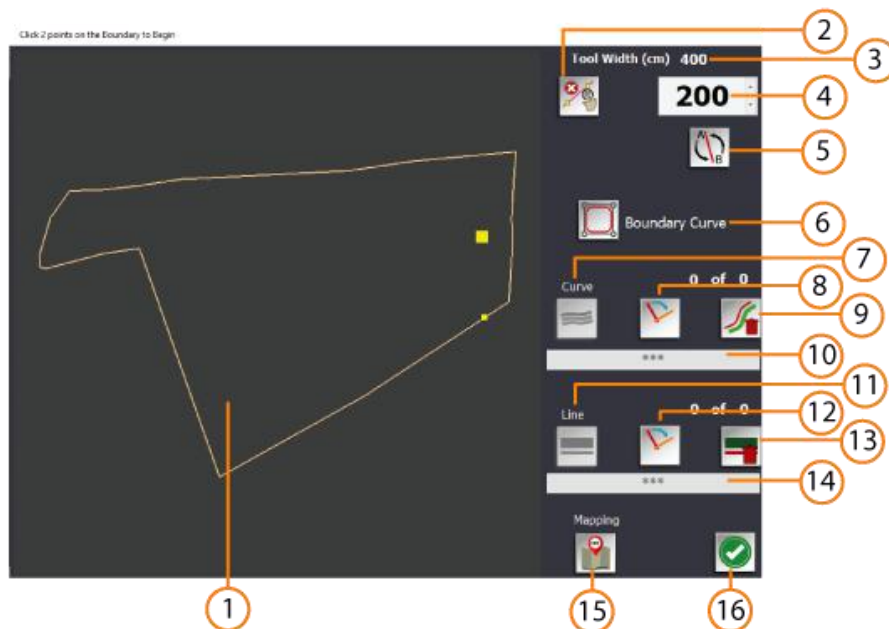 Click 2 points on the Boundary to Begin
2
Tool Width (cm) 400
3
200
4
A
B
5
Boundary Curve
6
7
0 of 0
8
Curve
9
•••
10
11
0 of 0
12
Line
13
•••
14
Mapping
1
15
16